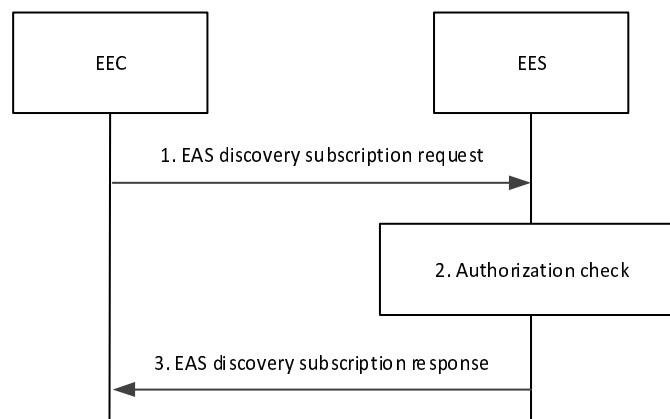 EEC
EES
1. EAS discovery subscription request
2. Authorization check
3. EAS discovery subscription response